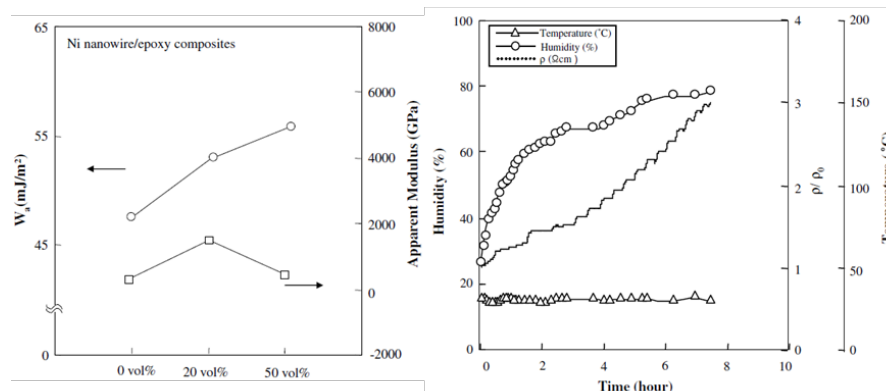 65
55
45
0
Wa(mJ/m²)
Ni nanowire/epoxy composites
0 vol%
20 vol%
50 vol%
8000
6000
4000
2000
0
-2000
Apparent Modulus (GPa)
100
80
60
40
20
0
Humidity (%)
Temperature (˚C)
Humidity (%)
ρ (Ωcm)
0
2
4
6
8
10
Time (hour)
4
3
2
1
0
ρ/ ρ0
200
150
100
50
0